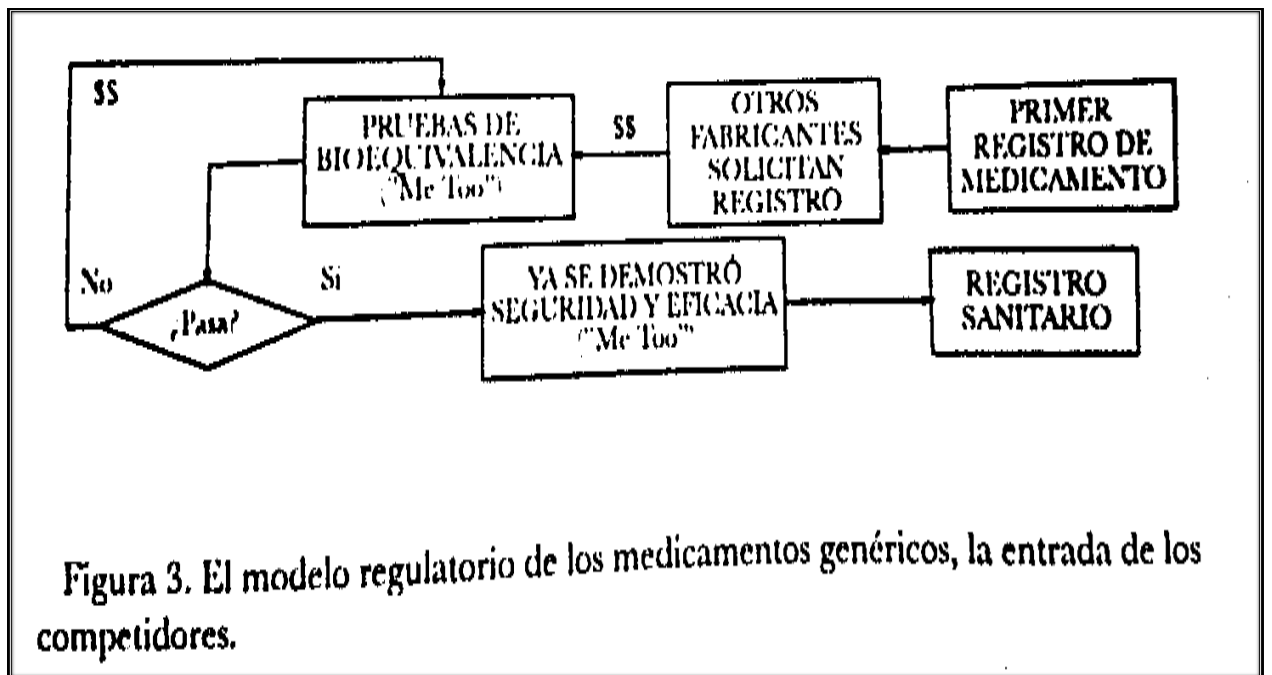 $$
PRUEBAS DE
BIOEQUIVALENCIA
("Me Too")
$$
OTROS
FABRICANTES
SOLICITAN
REGISTRO
PRIMER
REGISTRO DE
MEDICAMENTO
No
¿Pasa?
Si
YA SE DEMOSTRÓ
SEGURIDAD Y EFICACIA
("Me Too"
REGISTRO
SANITARIO
Figura 3. El modelo regulatorio de los medicamentos genéricos, la entrada de los
competidores.